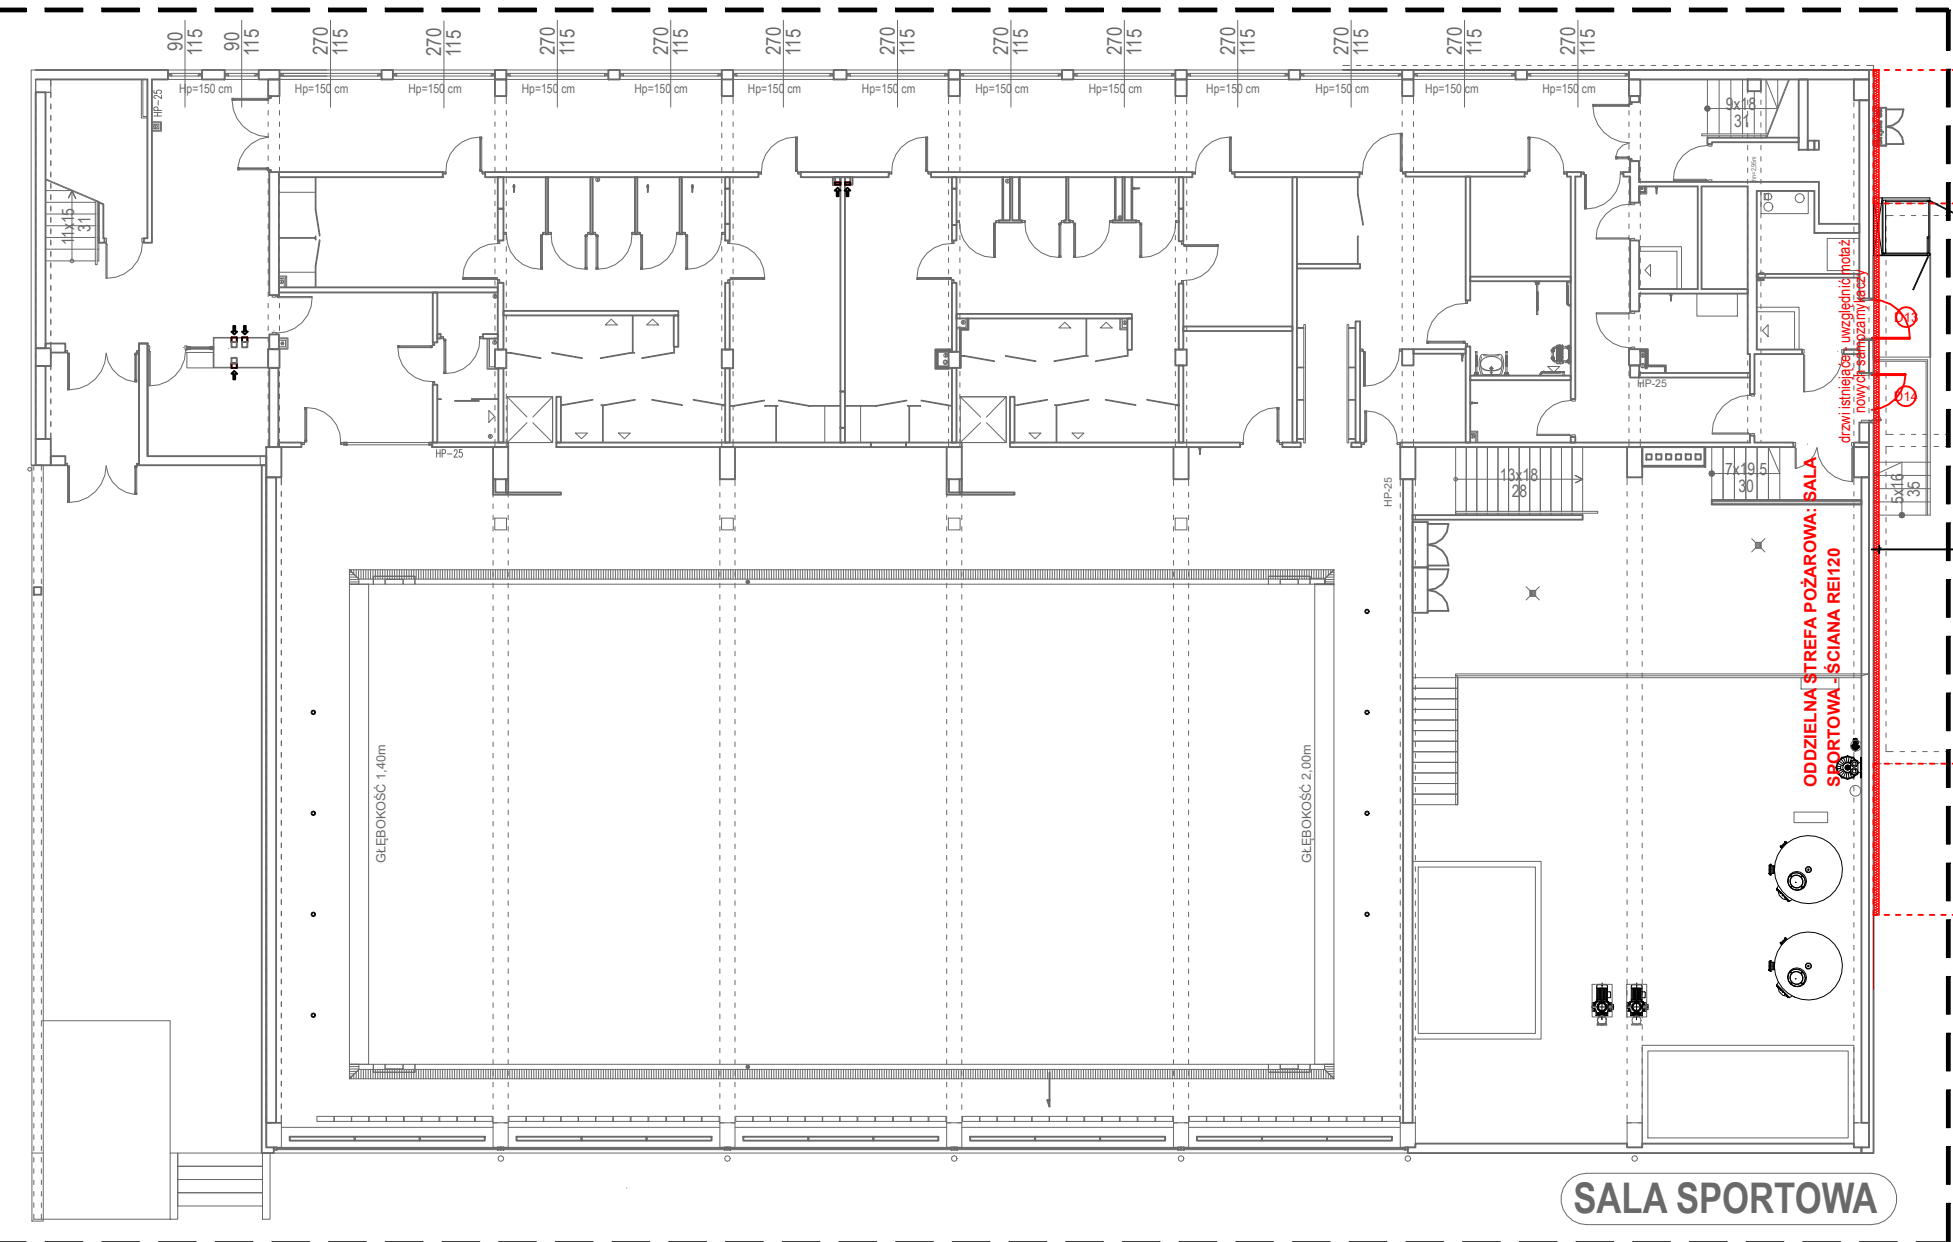 90
115
90
115
270
115
270
115
270
115
270
115
270
115
270
115
270
115
270
115
270
115
270
115
270
115
270
115
Hp=150 cm
Hp=150 cm
Hp=150 cm
Hp=150 cm
Hp=150 cm
Hp=150 cm
Hp=150 cm
Hp=150 cm
Hp=150 cm
Hp=150 cm
Hp=150 cm
Hp=150 cm
Hp=150 cm
HP-25
11x15
31
9x18
31
drzwi istniejące - uwzględnić motaż
nowych samozamykaczy
D13
D14
HP-25
HP-25
HP-25
13x18
28
7x19,5
30
5x16
35
ODDZIELNA STREFA POŻAROWA: SALA
SPORTOWA - ŚCIANA REI120
GŁĘBOKOŚĆ 1,40m
GŁĘBOKOŚĆ 2,00m
SALA SPORTOWA